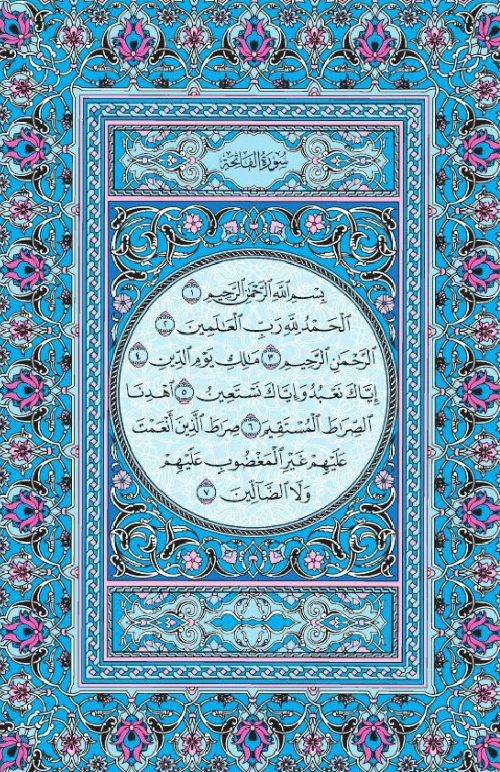 سُورَةُ الفَاتِحَةِ
بِسْمِ ٱللَّهِ ٱلرَّحْمَٰنِ ٱلرَّحِيمِ ١
ٱلْحَمْدُ لِلَّهِ رَبِّ ٱلْعَٰلَمِينَ ٢
ٱلرَّحْمَٰنِ ٱلرَّحِيمِ ٣ مَٰلِكِ يَوْمِ ٱلدِّينِ ٤
إِيَّاكَ نَعْبُدُ وَإِيَّاكَ نَسْتَعِينُ ٥ ٱهْدِنَا
ٱلصِّرَٰطَ ٱلْمُسْتَقِيمَ ٦ صِرَٰطَ ٱلَّذِينَ أَنْعَمْتَ
عَلَيْهِمْ غَيْرِ ٱلْمَغْضُوبِ عَلَيْهِمْ
وَلَا ٱلضَّآلِّينَ ٧